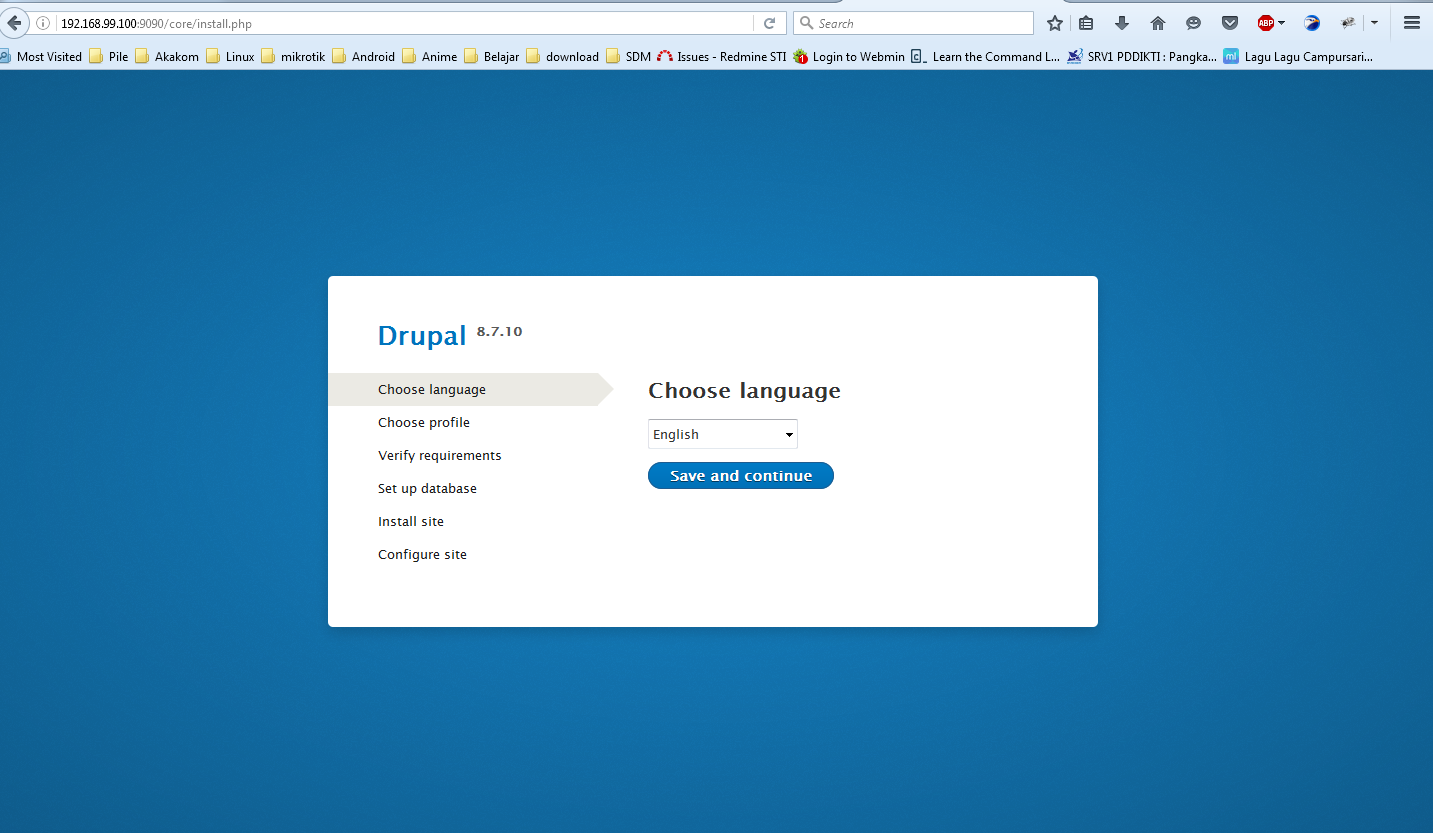 192.168.99.100:9090/core/install.php
Search
ABP
Most Visited Pile Akakom Linux mikrotik Android Anime Belajar download SDM Issues - Redmine STI Login to Webmin Learn the Command L... SRV1 PDDIKTI : Pangka... ml Lagu Lagu Campursari...
Drupal 8.7.10
Choose language
Choose profile
Verify requirements
Set up database
Install site
Configure site
Choose language
English
Save and continue